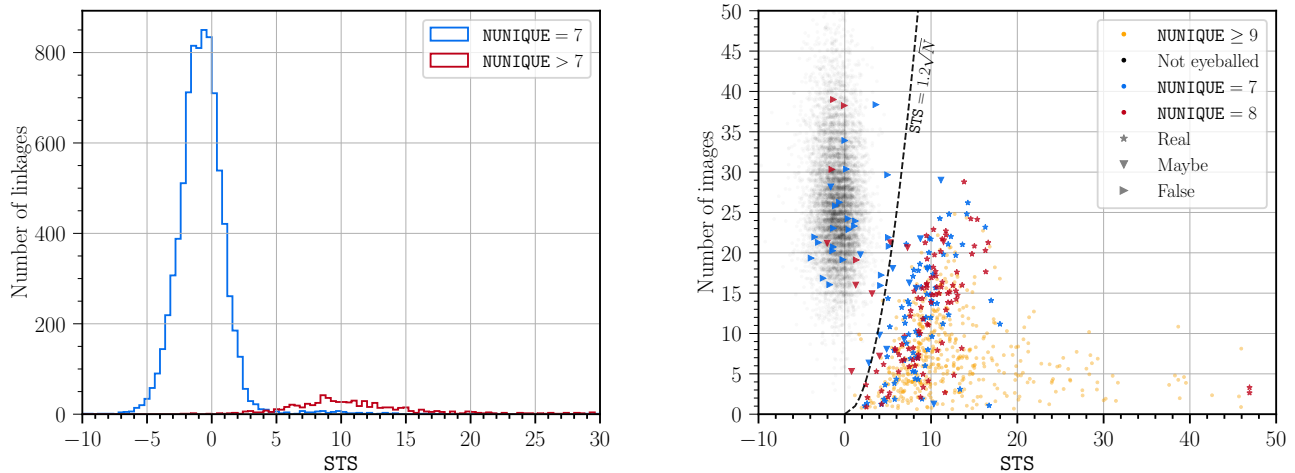 800
600
400
200
0
−10
−5
0
5
10
15
20
25
30
Number of linkages
STS
NUNIQUE = 7
NUNIQUE > 7
50
45
40
35
30
25
20
15
10
5
0
−10
0
10
20
30
40
50
Number of images
STS
STS = 1.2√N
NUNIQUE ≥ 9
Not eyeballed
NUNIQUE = 7
NUNIQUE = 8
Real
Maybe
False